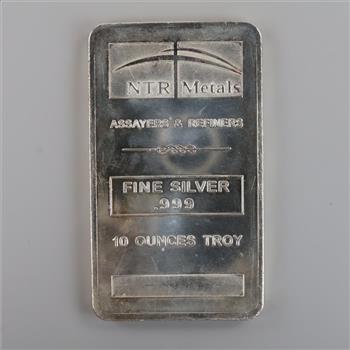 NTR Metals
ASSAYERS & REFINERS
FINE SILVER
.999
10 OUNCES TROY